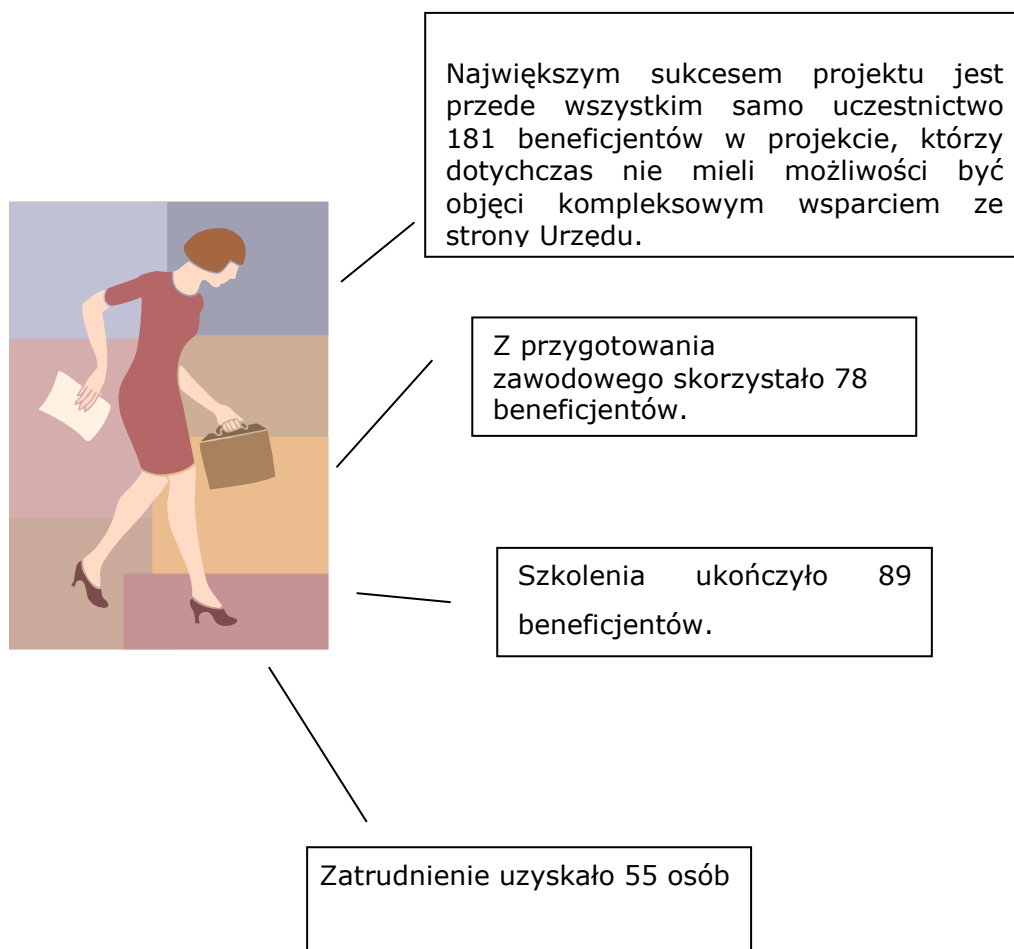 Największym sukcesem projektu jest
przede wszystkim samo uczestnictwo
181 beneficjentów w projekcie, którzy
dotychczas nie mieli możliwości być
objęci kompleksowym wsparciem ze
strony Urzędu.
Z przygotowania
zawodowego skorzystało 78
beneficjentów.
Szkolenia ukończyło 89
beneficjentów.
Zatrudnienie uzyskało 55 osób